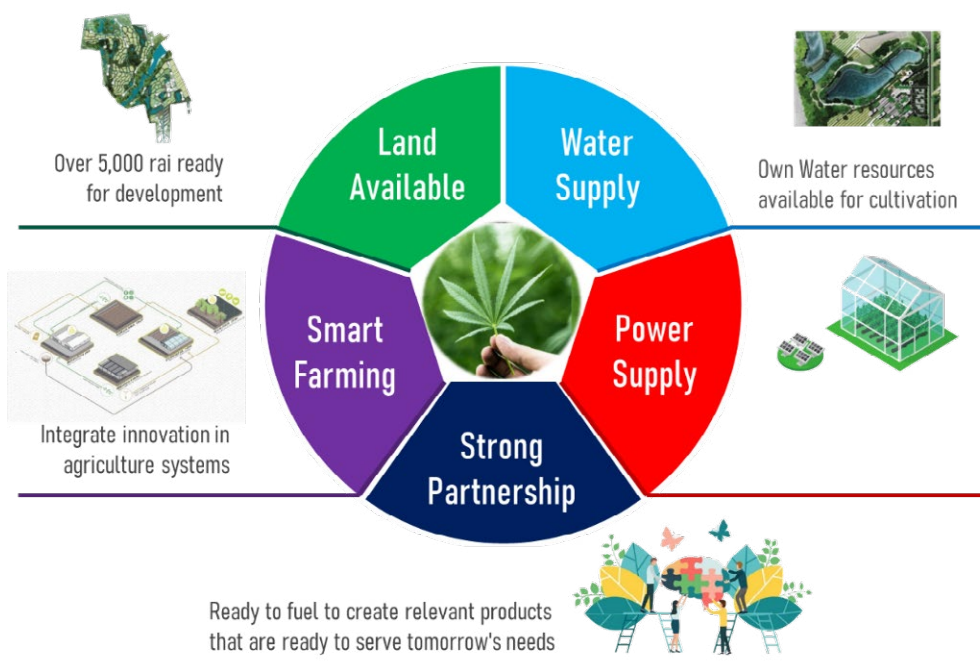 Over 5,000 rai ready
for development
Land
Available
Water
Supply
Own Water resources
available for cultivation
Smart
Farming
Power
Supply
Integrate innovation in
agriculture systems
Strong
Partnership
Ready to fuel to create relevant products
that are ready to serve tomorrow's needs